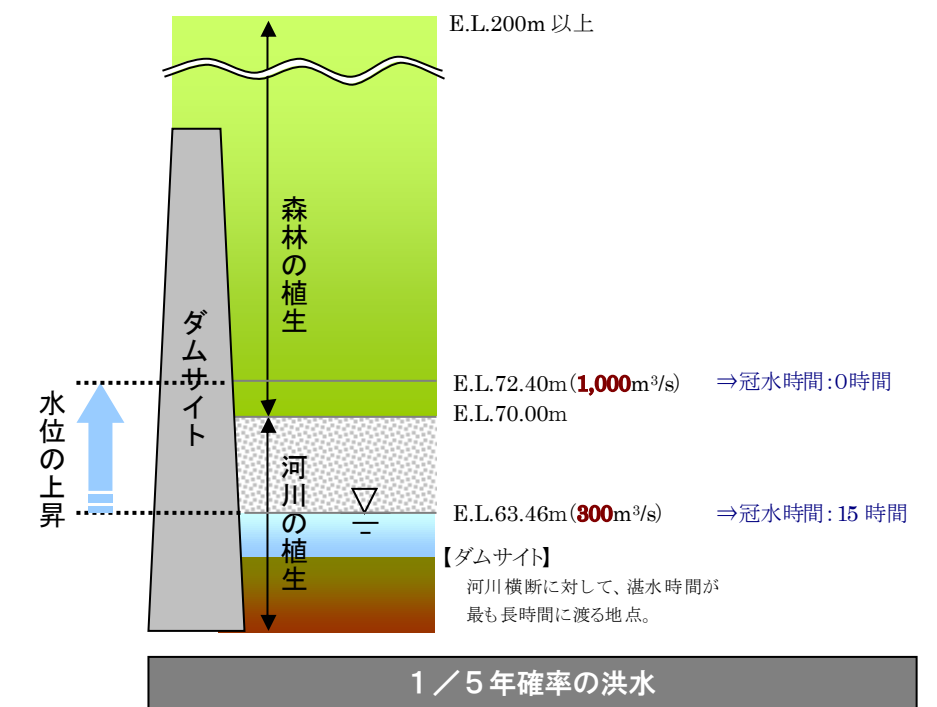 E.L.200m 以上
森林の植生
ダムサイト
水位の上昇
E.L.72.40m(1,000m³/s) ⇒冠水時間:0時間
E.L.70.00m
河川の植生
E.L.63.46m(300m³/s) ⇒冠水時間:15 時間
【ダムサイト】
河川横断に対して、湛水時間が
最も長時間に渡る地点。
1/5年確率の洪水